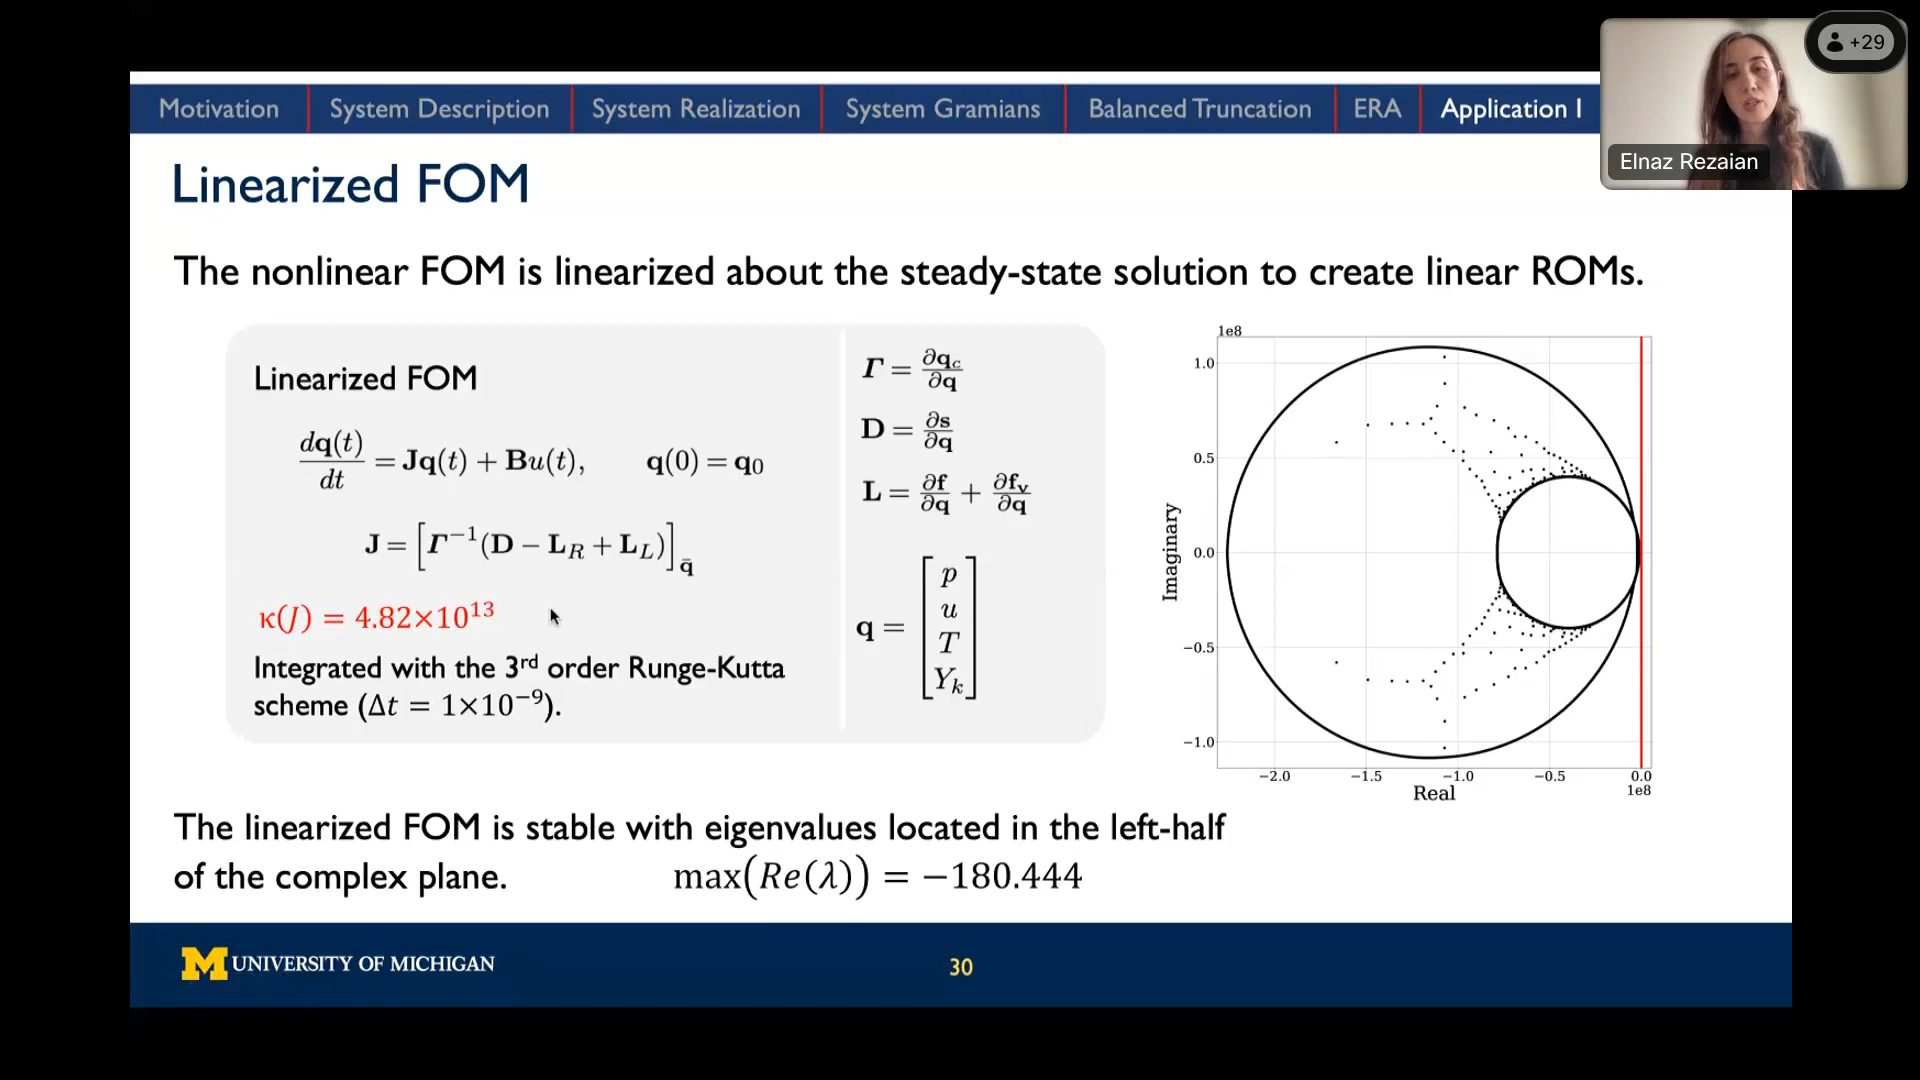 +29
Elnaz Rezaian
Motivation System Description System Realization System Gramians Balanced Truncation ERA Application I
Linearized FOM
The nonlinear FOM is linearized about the steady-state solution to create linear ROMs.
Linearized FOM
dq(t)/dt = Jq(t) + Bu(t), q(0) = q₀
J = [Γ⁻¹(D − L_R + L_L)]_q̄
κ(J) = 4.82×10¹³
Integrated with the 3rd order Runge-Kutta
scheme (Δt = 1×10⁻⁹).
Γ = ∂q_c/∂q
D = ∂s/∂q
L = ∂f/∂q + ∂f_v/∂q
q = [p u T Y_k]
1e8
1.0
0.5
0.0
−0.5
−1.0
Imaginary
−2.0 −1.5 −1.0 −0.5 0.0
1e8
Real
The linearized FOM is stable with eigenvalues located in the left-half
of the complex plane. max(Re(λ)) = −180.444
M UNIVERSITY OF MICHIGAN
30